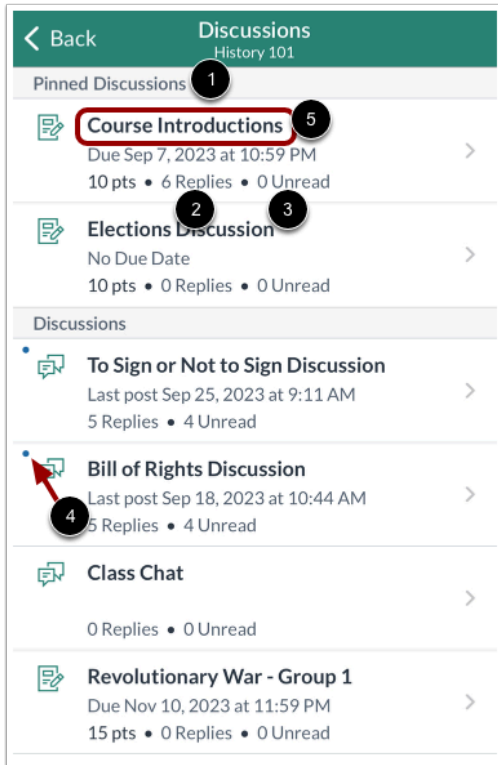 Back
Discussions
History 101
Pinned Discussions 1
Course Introductions 5
Due Sep 7, 2023 at 10:59 PM
10 pts • 6 Replies • 0 Unread
2 3
Elections Discussion
No Due Date
10 pts • 0 Replies • 0 Unread
Discussions
To Sign or Not to Sign Discussion
Last post Sep 25, 2023 at 9:11 AM
5 Replies • 4 Unread
Bill of Rights Discussion
Last post Sep 18, 2023 at 10:44 AM
4
5 Replies • 4 Unread
Class Chat
0 Replies • 0 Unread
Revolutionary War - Group 1
Due Nov 10, 2023 at 11:59 PM
15 pts • 0 Replies • 0 Unread